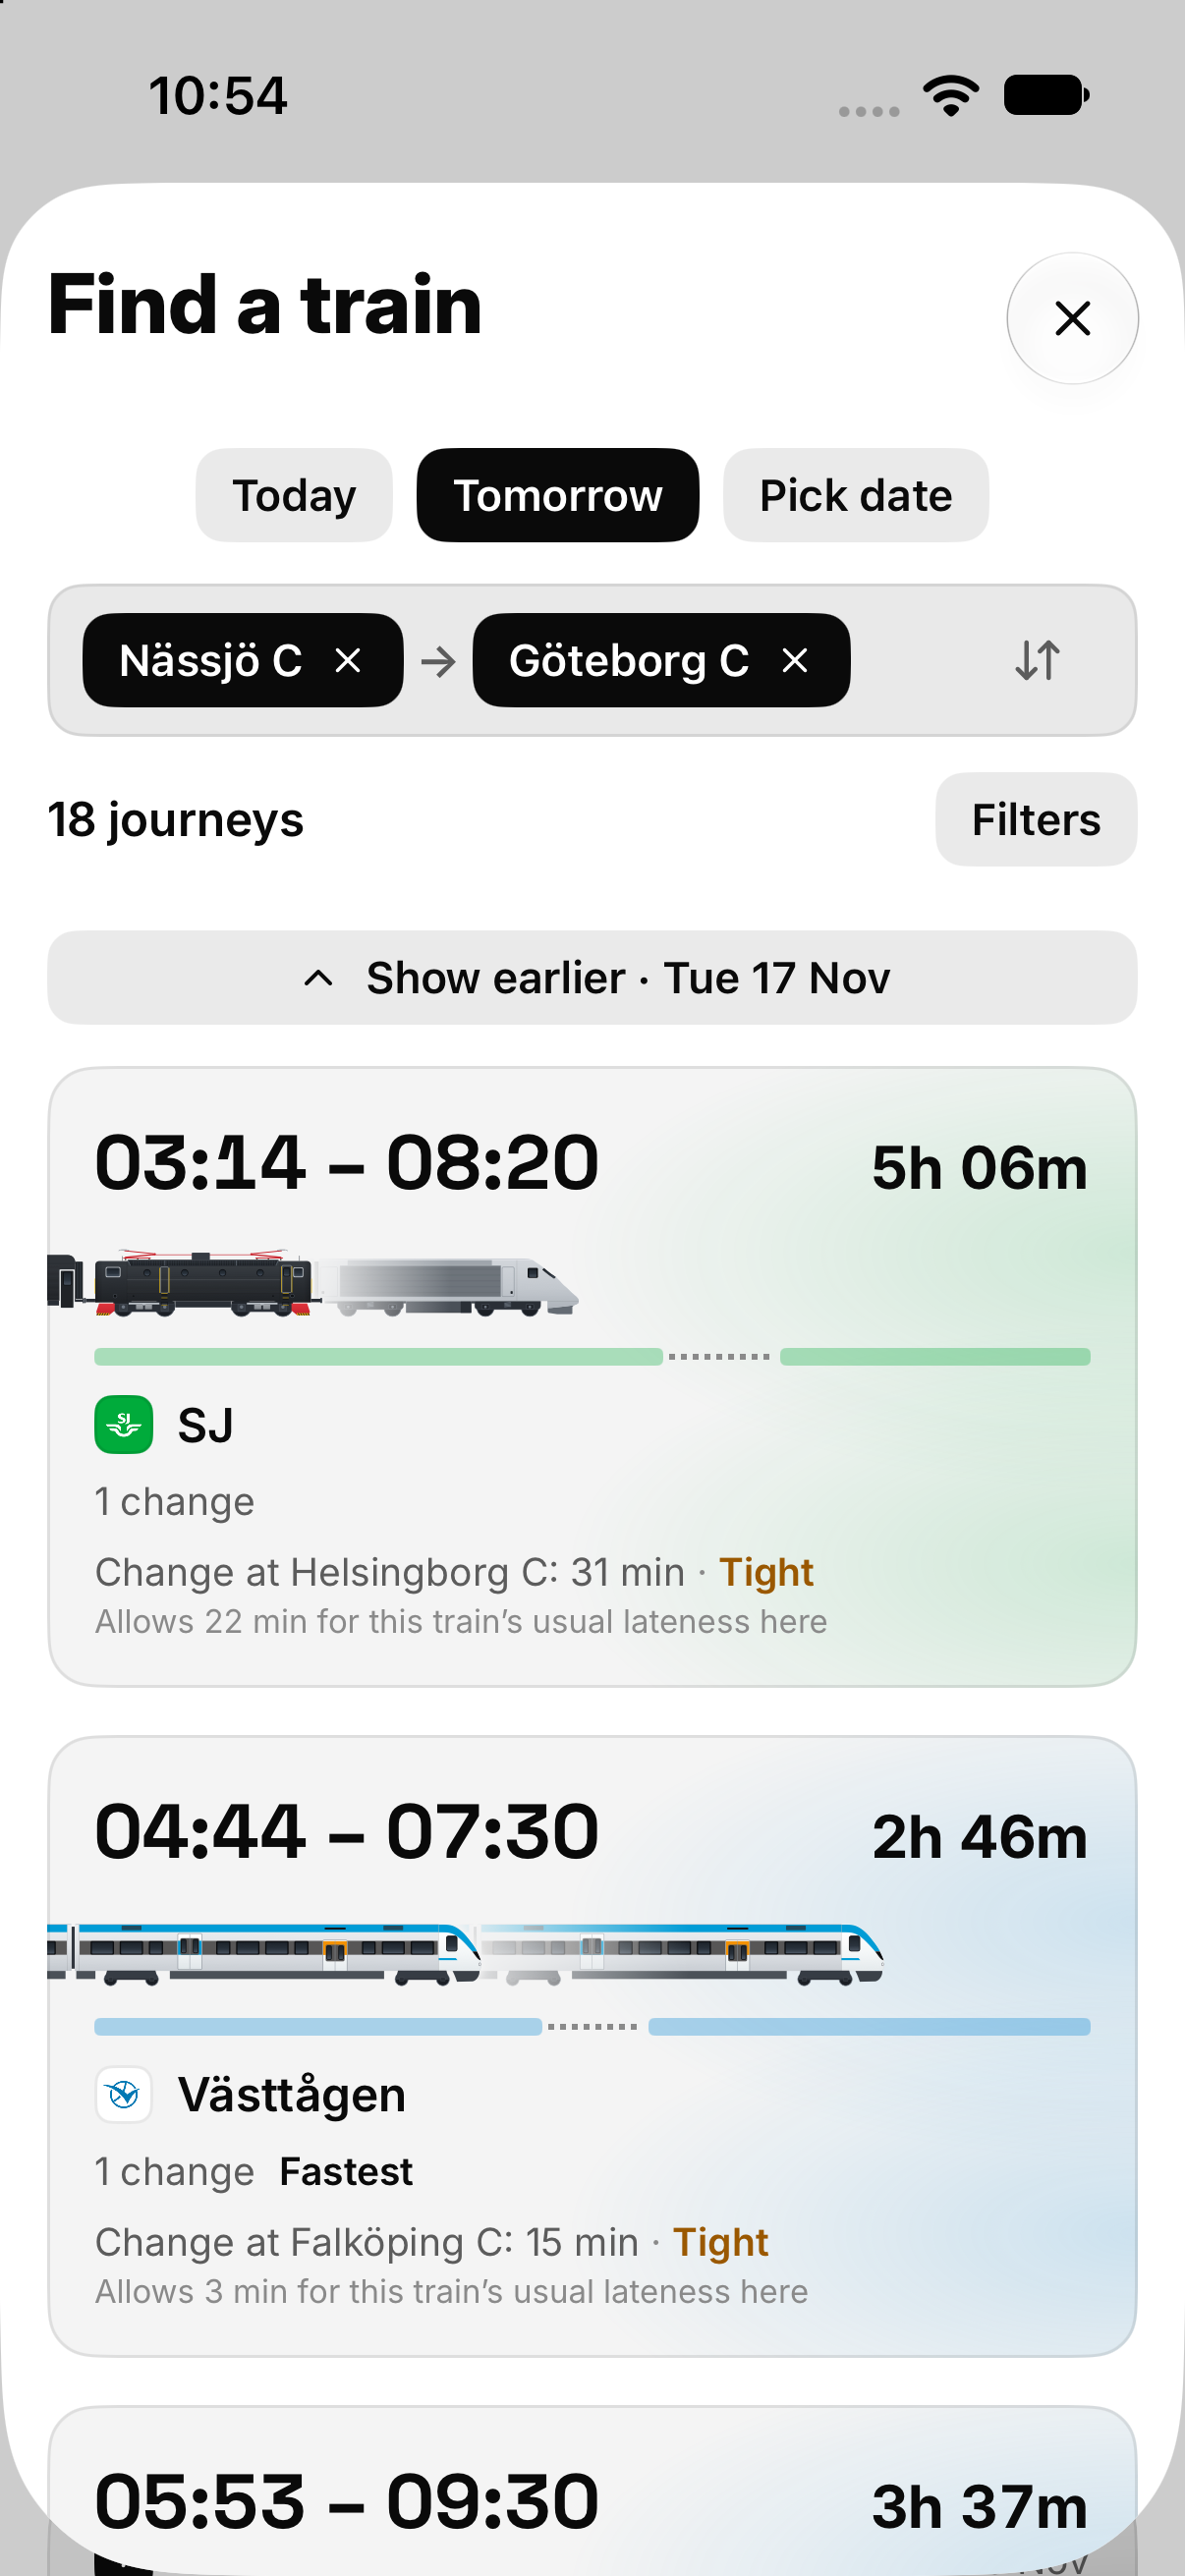 10:54
Find a train
Today Tomorrow Pick date
Nässjö C Göteborg C
18 journeys Filters
Show earlier · Tue 17 Nov
03:14 – 08:20 5h 06m
SJ SJ
1 change
Change at Helsingborg C: 31 min · Tight
Allows 22 min for this train’s usual lateness here
04:44 – 07:30 2h 46m
Västtågen
1 change Fastest
Change at Falköping C: 15 min · Tight
Allows 3 min for this train’s usual lateness here
05:53 – 09:30 3h 37m
Nov